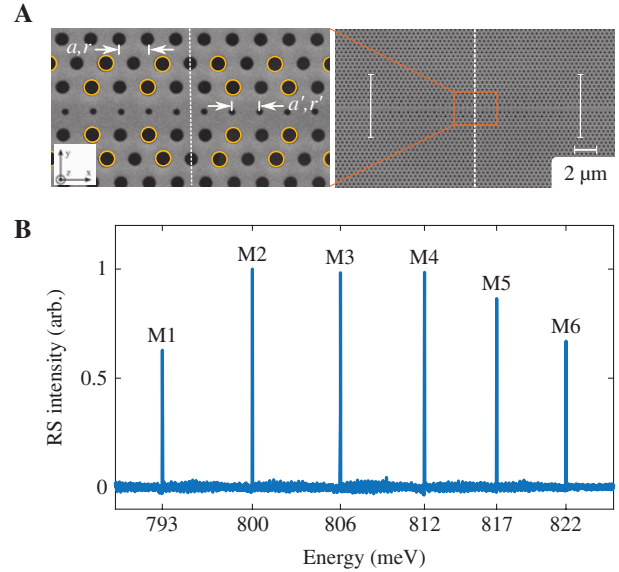 A
a,r
a',r'
y
z
x
2 μm
B
RS intensity (arb.)
1
0.5
0
M1
M2
M3
M4
M5
M6
793
800
806
812
817
822
Energy (meV)